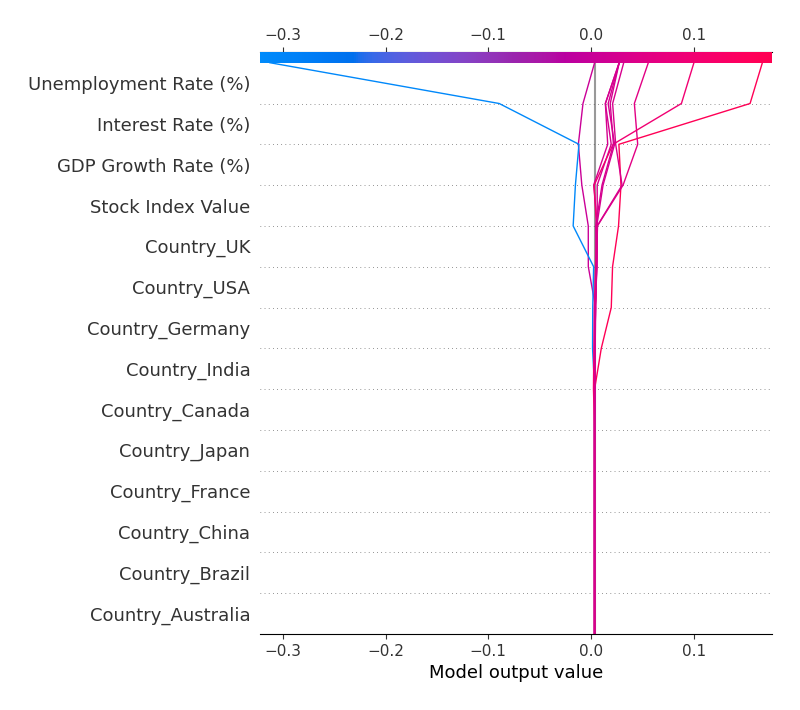 −0.3 −0.2 −0.1 0.0 0.1
Unemployment Rate (%)
Interest Rate (%)
GDP Growth Rate (%)
Stock Index Value
Country_UK
Country_USA
Country_Germany
Country_India
Country_Canada
Country_Japan
Country_France
Country_China
Country_Brazil
Country_Australia
−0.3 −0.2 −0.1 0.0 0.1
Model output value